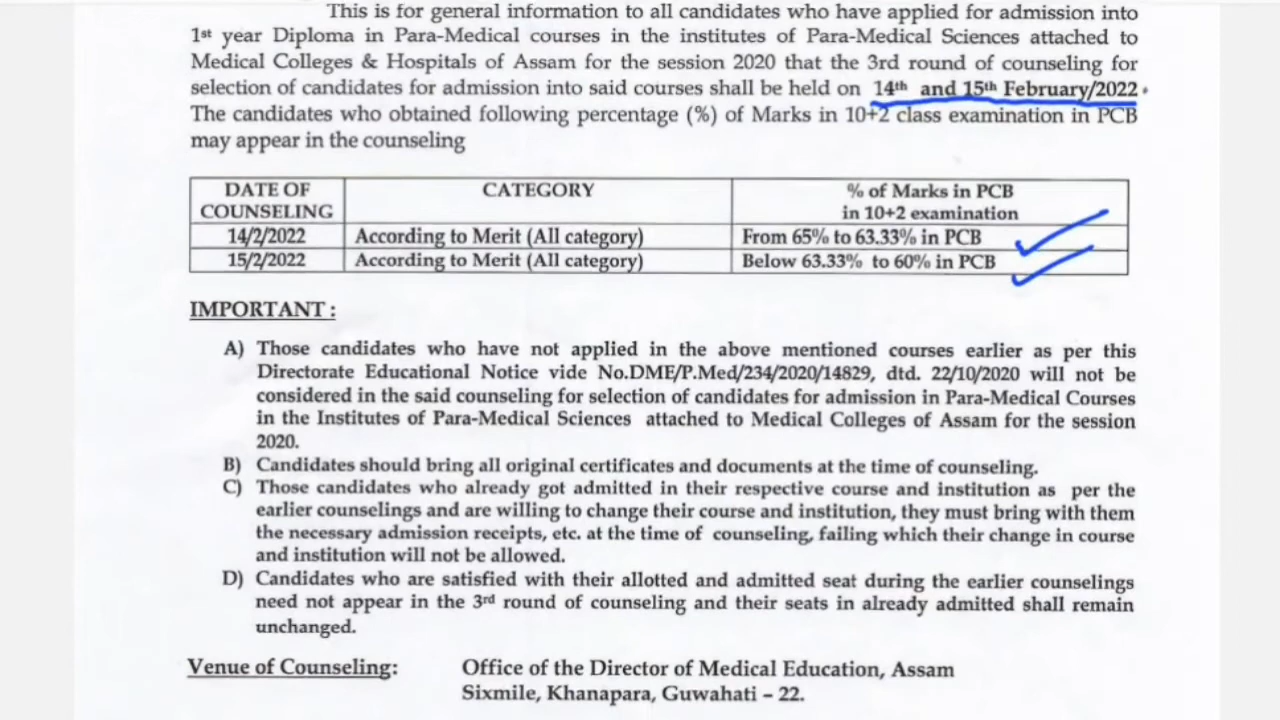 This is for general information to all candidates who have applied for admission into
1st year Diploma in Para-Medical courses in the institutes of Para-Medical Sciences attached to
Medical Colleges & Hospitals of Assam for the session 2020 that the 3rd round of counseling for
selection of candidates for admission into said courses shall be held on 14th and 15th February/2022.
The candidates who obtained following percentage (%) of Marks in 10+2 class examination in PCB
may appear in the counseling
DATE OF COUNSELING CATEGORY % of Marks in PCB in 10+2 examination
14/2/2022 According to Merit (All category) From 65% to 63.33% in PCB
15/2/2022 According to Merit (All category) Below 63.33% to 60% in PCB
IMPORTANT :
A) Those candidates who have not applied in the above mentioned courses earlier as per this
Directorate Educational Notice vide No.DME/P.Med/234/2020/14829, dtd. 22/10/2020 will not be
considered in the said counseling for selection of candidates for admission in Para-Medical Courses
in the Institutes of Para-Medical Sciences attached to Medical Colleges of Assam for the session
2020.
B) Candidates should bring all original certificates and documents at the time of counseling.
C) Those candidates who already got admitted in their respective course and institution as per the
earlier counselings and are willing to change their course and institution, they must bring with them
the necessary admission receipts, etc. at the time of counseling, failing which their change in course
and institution will not be allowed.
D) Candidates who are satisfied with their allotted and admitted seat during the earlier counselings
need not appear in the 3rd round of counseling and their seats in already admitted shall remain
unchanged.
Venue of Counseling: Office of the Director of Medical Education, Assam
Sixmile, Khanapara, Guwahati – 22.